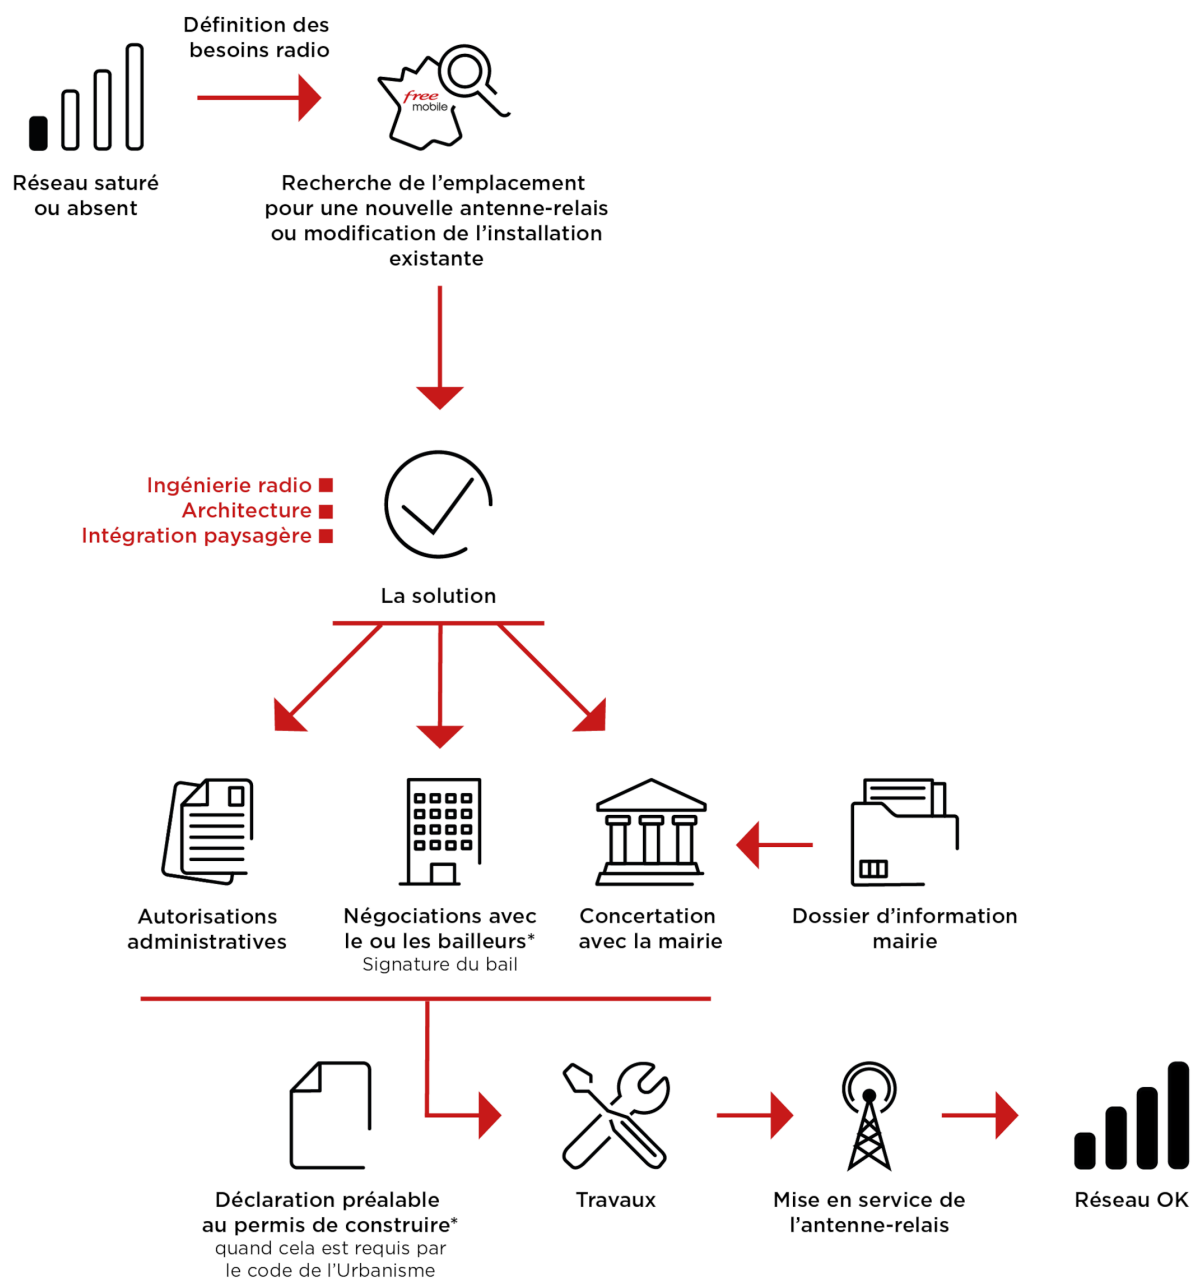 Définition des
besoins radio
free
mobile
Réseau saturé
ou absent
Recherche de l’emplacement
pour une nouvelle antenne-relais
ou modification de l’installation
existante
Ingénierie radio
Architecture
Intégration paysagère
La solution
Autorisations
administratives
Négociations avec
le ou les bailleurs*
Signature du bail
Concertation
avec la mairie
Dossier d’information
mairie
Déclaration préalable
au permis de construire*
quand cela est requis par
le code de l’Urbanisme
Travaux
Mise en service de
l’antenne-relais
Réseau OK